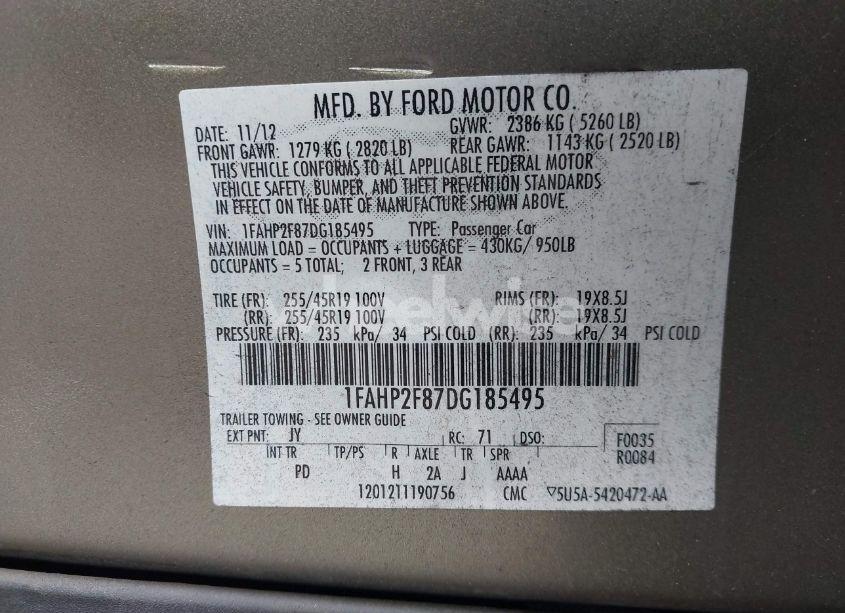 MFD. BY FORD MOTOR CO.
DATE: 11/12 GVWR: 2386 KG ( 5260 LB)
FRONT GAWR: 1279 KG ( 2820 LB) REAR GAWR: 1143 KG ( 2520 LB)
THIS VEHICLE CONFORMS TO ALL APPLICABLE FEDERAL MOTOR
VEHICLE SAFETY, BUMPER, AND THEFT PREVENTION STANDARDS
IN EFFECT ON THE DATE OF MANUFACTURE SHOWN ABOVE.
VIN: 1FAHP2F87DG185495 TYPE: Passenger Car
MAXIMUM LOAD = OCCUPANTS + LUGGAGE = 430KG/ 950LB
OCCUPANTS = 5 TOTAL; 2 FRONT, 3 REAR
TIRE (FR): 255/45R19 100V RIMS (FR): 19X8.5J
(RR): 255/45R19 100V (RR): 19X8.5J
PRESSURE (FR): 235 kPa/ 34 PSI COLD (RR): 235 kPa/ 34 PSI COLD
1FAHP2F87DG185495
TRAILER TOWING - SEE OWNER GUIDE
EXT PNT: JY RC: 71 DSO: F0035
R0084
INT TR TP/PS R AXLE TR SPR
PD H 2A J AAAA
1201211190756 CMC ▽5U5A-5420472-AA